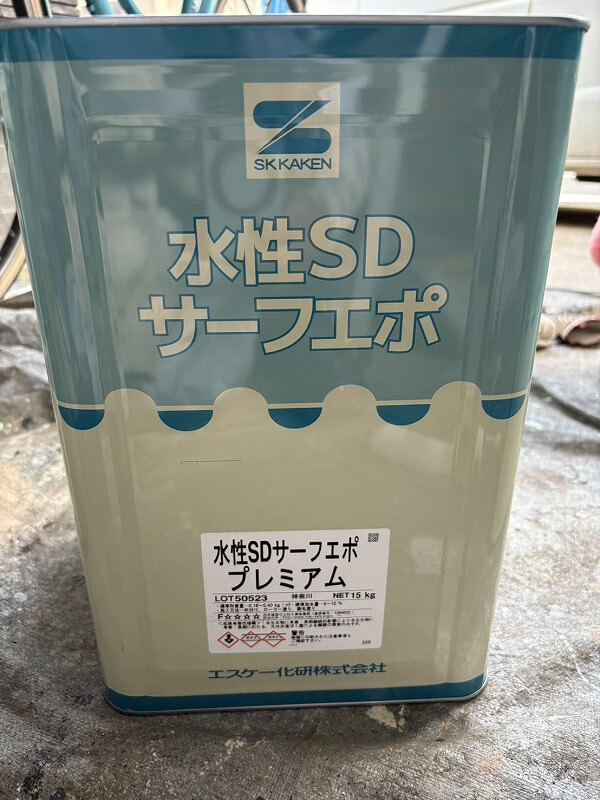 SK KAKEN
水性SD
サーフエポ
水性SDサーフエポ
プレミアム
LOT50523 神奈川 NET15 kg
F☆☆☆☆
警告
エスケー化研株式会社